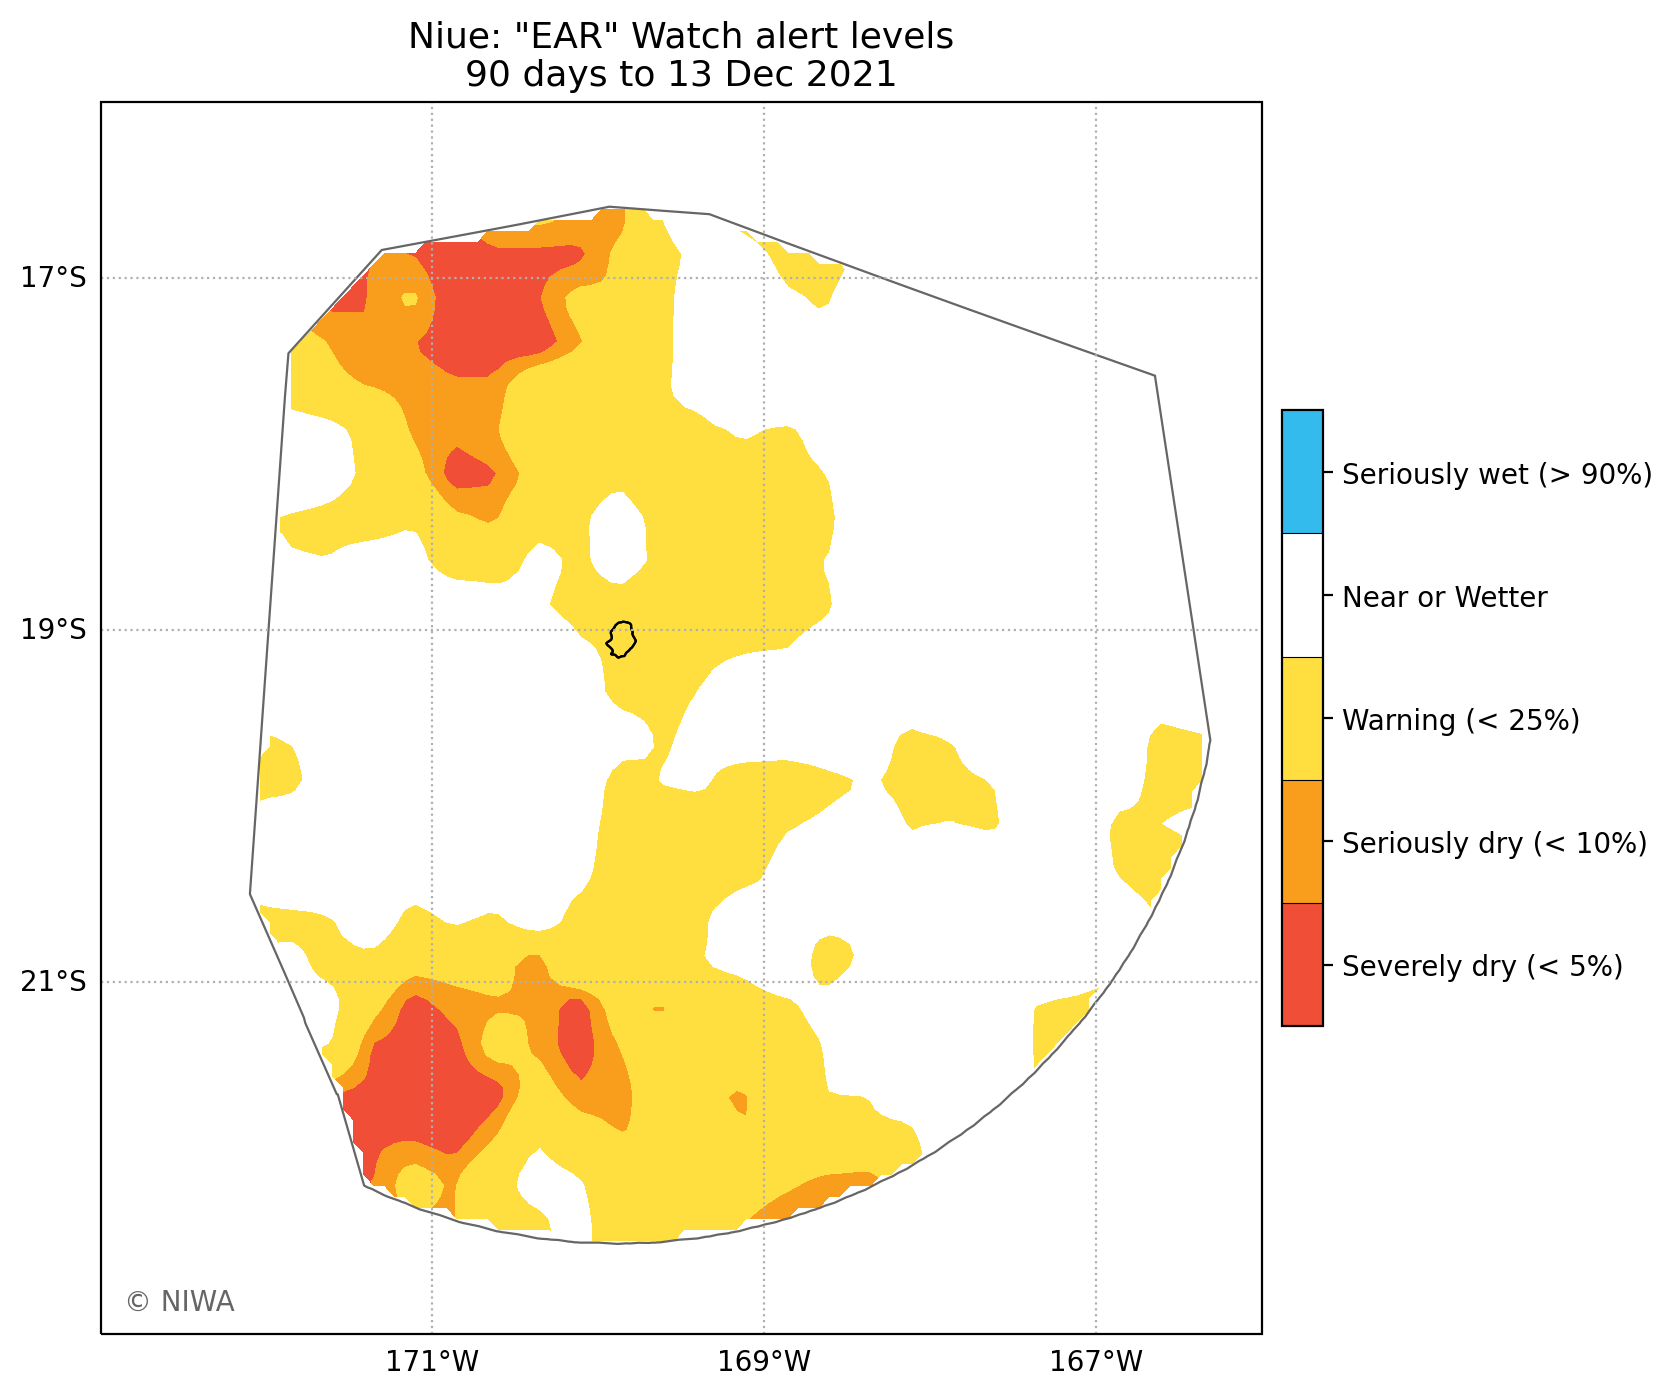 Niue: "EAR" Watch alert levels
90 days to 13 Dec 2021
17°S
19°S
21°S
171°W
169°W
167°W
Seriously wet (> 90%)
Near or Wetter
Warning (< 25%)
Seriously dry (< 10%)
Severely dry (< 5%)
© NIWA